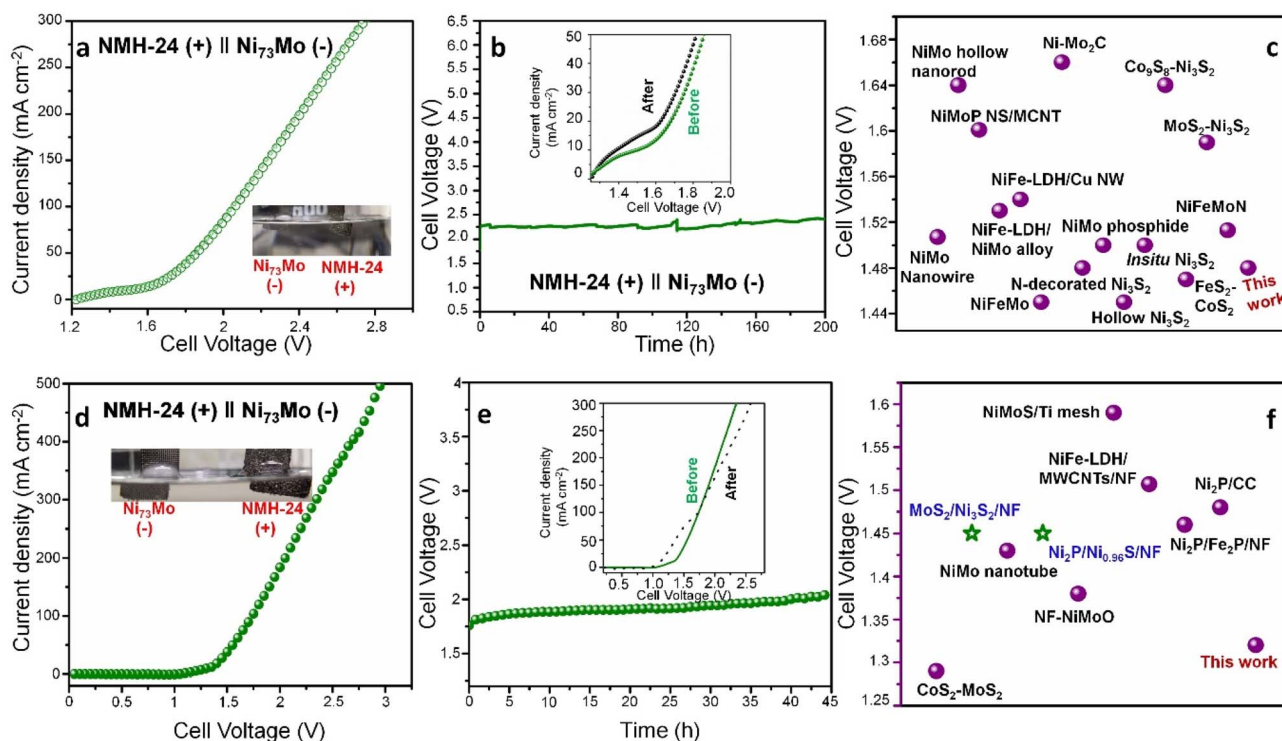 a
NMH-24 (+) ǁ Ni₇₃Mo (-)
Current density (mA cm⁻²)
300
250
200
150
100
50
0
1.2
1.6
2
2.4
2.8
Cell Voltage (V)
Ni₇₃Mo
(-)
NMH-24
(+)
b
Cell Voltage (V)
6.5
6.0
5.5
5.0
4.5
4.0
3.5
3.0
2.5
2.0
1.5
1.0
0.5
0
40
80
120
160
200
Time (h)
NMH-24 (+) ǁ Ni₇₃Mo (-)
Current density
(mA cm⁻²)
50
40
30
20
10
0
1.4
1.6
1.8
2.0
Cell Voltage (V)
After
Before
c
Cell Voltage (V)
1.68
1.64
1.6
1.56
1.52
1.48
1.44
NiMo hollow
nanorod
Ni-Mo₂C
Co₉S₈-Ni₃S₂
NiMoP NS/MCNT
MoS₂-Ni₃S₂
NiFe-LDH/Cu NW
NiFe-LDH/
NiMo alloy
NiMo phosphide
NiFeMoN
NiMo
Nanowire
Insitu Ni₃S₂
N-decorated Ni₃S₂
FeS₂-
CoS₂
This
work
NiFeMo
Hollow Ni₃S₂
d
NMH-24 (+) ǁ Ni₇₃Mo (-)
Current density (mA cm⁻²)
500
400
300
200
100
0
0
0.5
1
1.5
2
2.5
3
Cell Voltage (V)
Ni₇₃Mo
(-)
NMH-24
(+)
e
Cell Voltage (V)
4
3.5
3
2.5
2
1.5
1
0
5
10
15
20
25
30
35
40
45
Time (h)
Current density
(mA cm⁻²)
300
250
200
150
100
50
0
0.5
1.0
1.5
2.0
2.5
Cell Voltage (V)
Before
After
f
Cell Voltage (V)
1.6
1.55
1.5
1.45
1.4
1.35
1.3
1.25
NiMoS/Ti mesh
NiFe-LDH/
MWCNTs/NF
Ni₂P/CC
MoS₂/Ni₃S₂/NF
Ni₂P/Fe₂P/NF
Ni₂P/Ni₀.₉₆S/NF
NiMo nanotube
NF-NiMoO
This work
CoS₂-MoS₂